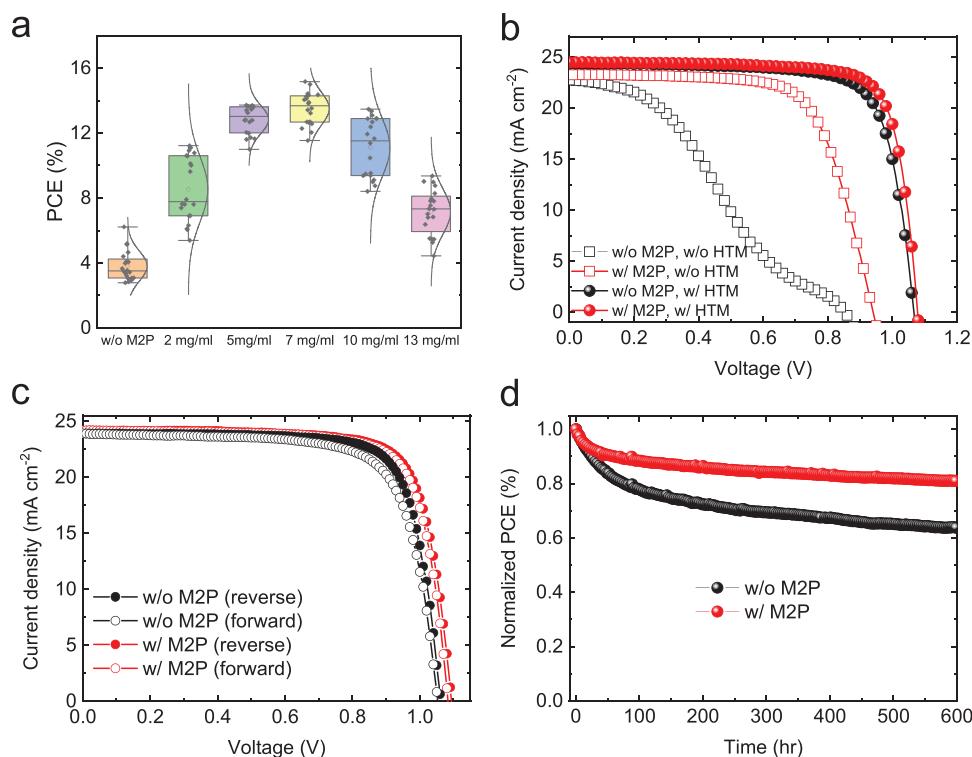 a
PCE (%)
16
12
8
4
0
w/o M2P 2 mg/ml 5mg/ml 7 mg/ml 10 mg/ml 13 mg/ml
b
Current density (mA cm-2)
25
20
15
10
5
0
w/o M2P, w/o HTM
w/ M2P, w/o HTM
w/o M2P, w/ HTM
w/ M2P, w/ HTM
0.0 0.2 0.4 0.6 0.8 1.0 1.2
Voltage (V)
c
Current density (mA cm-2)
25
20
15
10
5
0
w/o M2P (reverse)
w/o M2P (forward)
w/ M2P (reverse)
w/ M2P (forward)
0.0 0.2 0.4 0.6 0.8 1.0
Voltage (V)
d
Normalized PCE (%)
1.0
0.8
0.6
0.4
0.2
0.0
w/o M2P
w/ M2P
0 100 200 300 400 500 600
Time (hr)